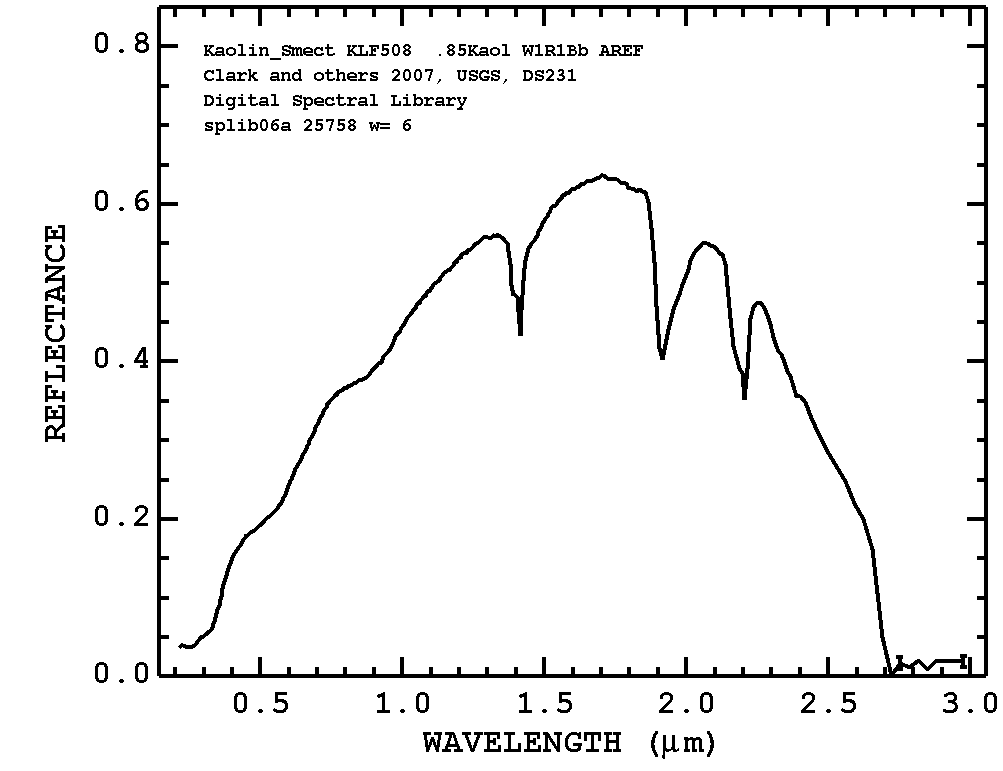 Kaolin_Smect KLF508 .85Kaol W1R1Bb AREF
Clark and others 2007, USGS, DS231
Digital Spectral Library
splib06a 25758 w= 6
0.8
0.6
0.4
0.2
0.0
REFLECTANCE
0.5 1.0 1.5 2.0 2.5 3.0
WAVELENGTH (μm)